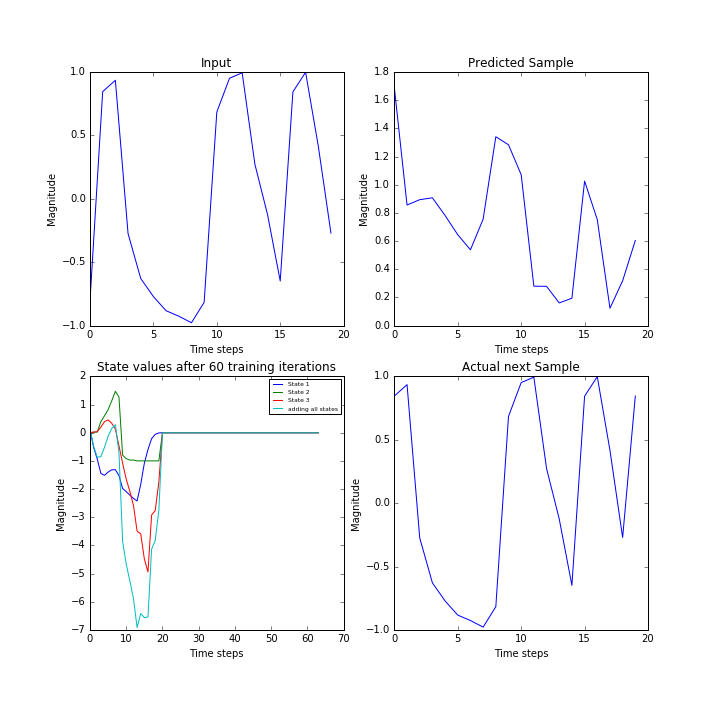 Input
1.0
0.5
0.0
−0.5
−1.0
Magnitude
0 5 10 15 20
Time steps
Predicted Sample
1.8
1.6
1.4
1.2
1.0
0.8
0.6
0.4
0.2
0.0
Magnitude
0 5 10 15 20
Time steps
State values after 60 training iterations
2
1
0
−1
−2
−3
−4
−5
−6
−7
Magnitude
State 1
State 2
State 3
adding all states
0 10 20 30 40 50 60 70
Time steps
Actual next Sample
1.0
0.5
0.0
−0.5
−1.0
Magnitude
0 5 10 15 20
Time steps